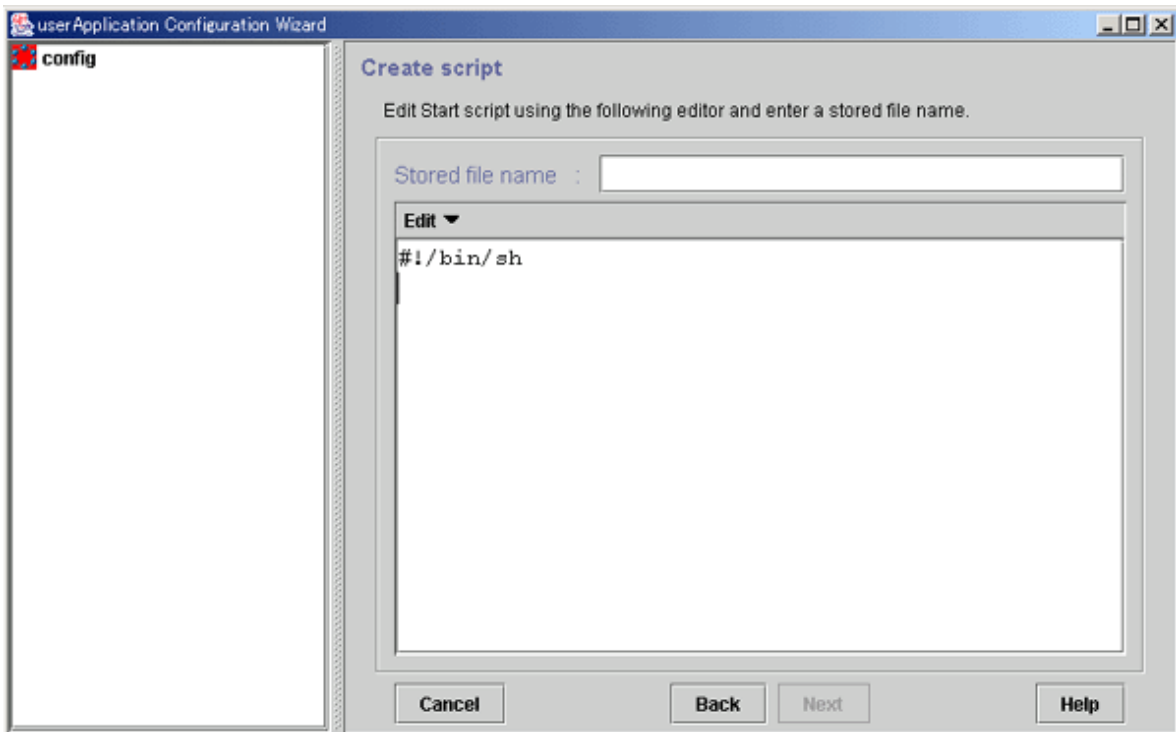 userApplication Configuration Wizard
config
Create script
Edit Start script using the following editor and enter a stored file name.
Stored file name :
Edit
#!/bin/sh
Cancel Back Next Help